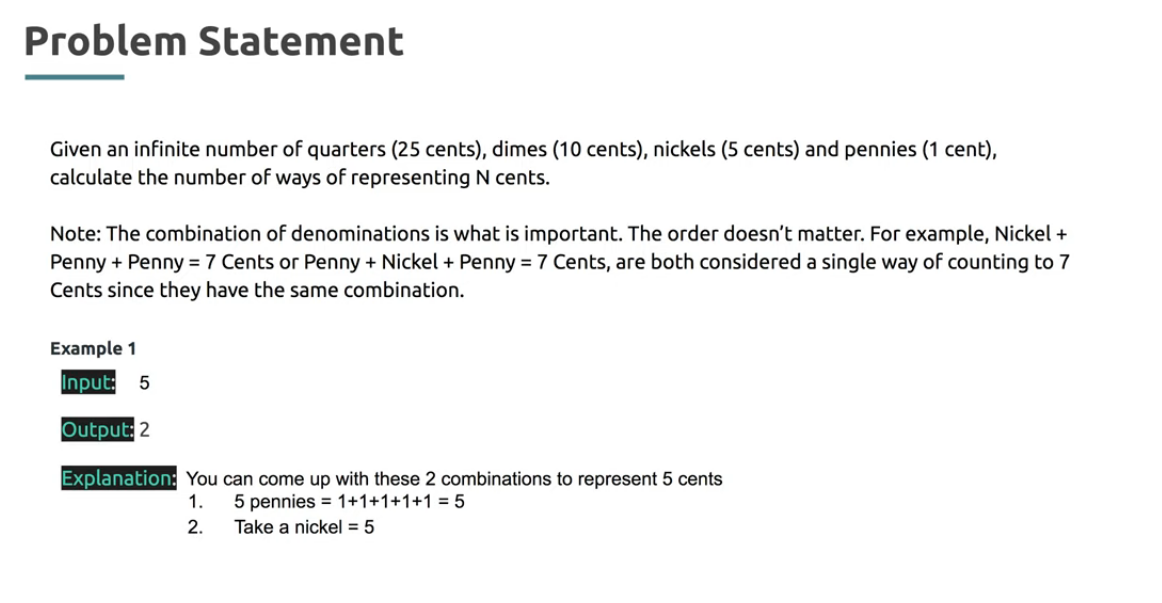 Problem Statement
Given an infinite number of quarters (25 cents), dimes (10 cents), nickels (5 cents) and pennies (1 cent),
calculate the number of ways of representing N cents.
Note: The combination of denominations is what is important. The order doesn’t matter. For example, Nickel +
Penny + Penny = 7 Cents or Penny + Nickel + Penny = 7 Cents, are both considered a single way of counting to 7
Cents since they have the same combination.
Example 1
Input: 5
Output: 2
Explanation: You can come up with these 2 combinations to represent 5 cents
1. 5 pennies = 1+1+1+1+1 = 5
2. Take a nickel = 5